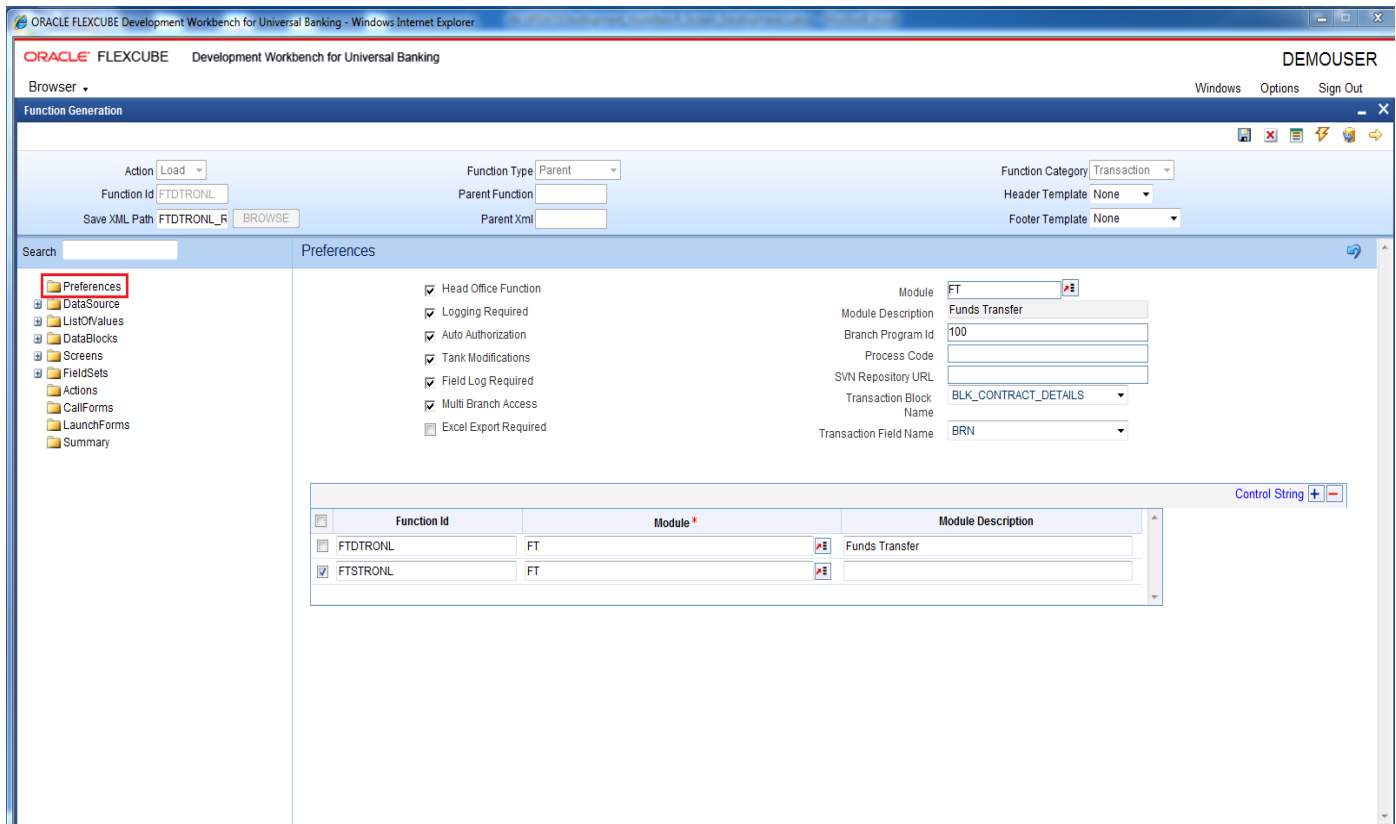 ORACLE FLEXCUBE Development Workbench for Universal Banking - Windows Internet Explorer
ORACLE FLEXCUBE Development Workbench for Universal Banking DEMOUSER
Browser Windows Options Sign Out
Function Generation
Action Load Function Type Parent Function Category Transaction
Function Id FTDTRONL Parent Function Header Template None
Save XML Path FTDTRONL_R BROWSE Parent Xml Footer Template None
Search Preferences
Preferences
DataSource
ListOfValues
DataBlocks
Screens
FieldSets
Actions
CallForms
LaunchForms
Summary
Head Office Function
Logging Required
Auto Authorization
Tank Modifications
Field Log Required
Multi Branch Access
Excel Export Required
Module FT
Module Description Funds Transfer
Branch Program Id 100
Process Code
SVN Repository URL
Transaction Block Name BLK_CONTRACT_DETAILS
Transaction Field Name BRN
Control String
Function Id Module * Module Description
FTDTRONL FT Funds Transfer
FTSTRONL FT